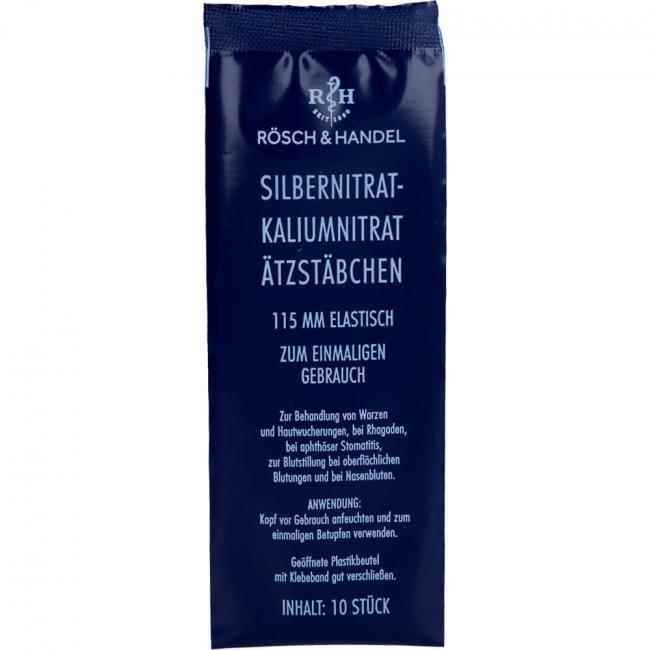 R H
SEIT 1880
RÖSCH & HANDEL
SILBERNITRAT-
KALIUMNITRAT
ÄTZSTÄBCHEN
115 MM ELASTISCH
ZUM EINMALIGEN
GEBRAUCH
Zur Behandlung von Warzen
und Hautwucherungen, bei Rhagaden,
bei aphthöser Stomatitis,
zur Blutstillung bei oberflächlichen
Blutungen und bei Nasenbluten.
ANWENDUNG:
Kopf vor Gebrauch anfeuchten und zum
einmaligen Betupfen verwenden.
Geöffnete Plastikbeutel
mit Klebeband gut verschließen.
INHALT: 10 STÜCK